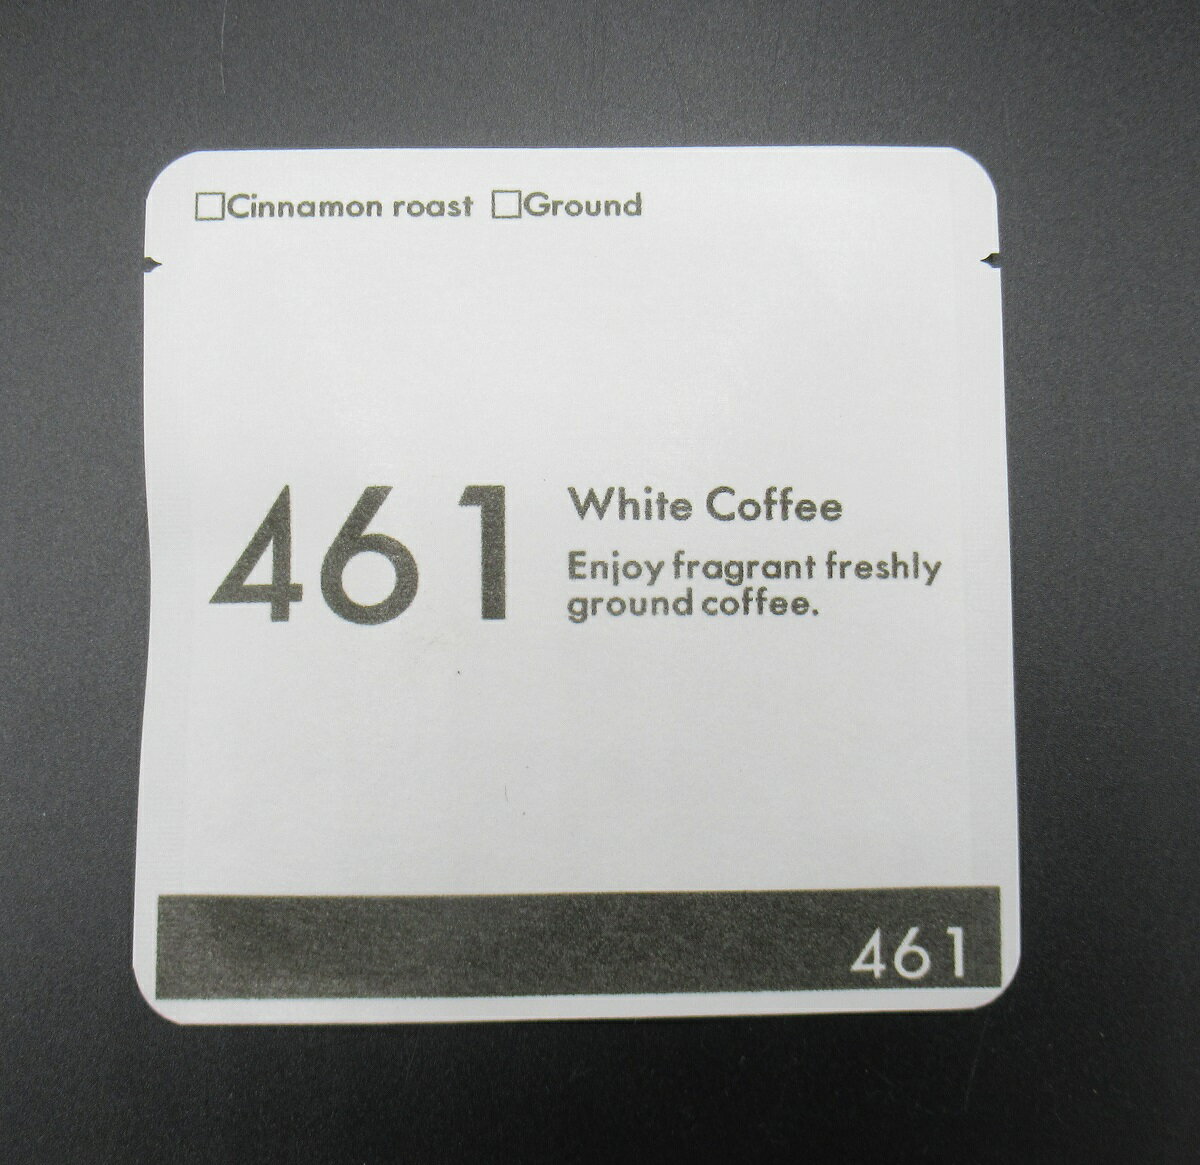 □Cinnamon roast □Ground
461
White Coffee
Enjoy fragrant freshly
ground coffee.
461